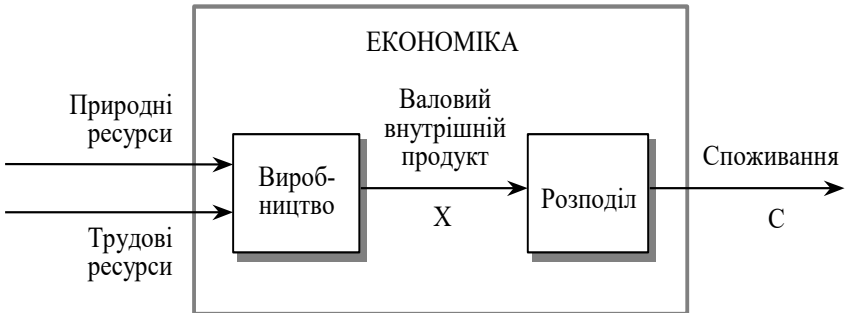 ЕКОНОМІКА
Природні
ресурси
Трудові
ресурси
Вироб-
ництво
Валовий
внутрішній
продукт
X
Розподіл
Споживання
C